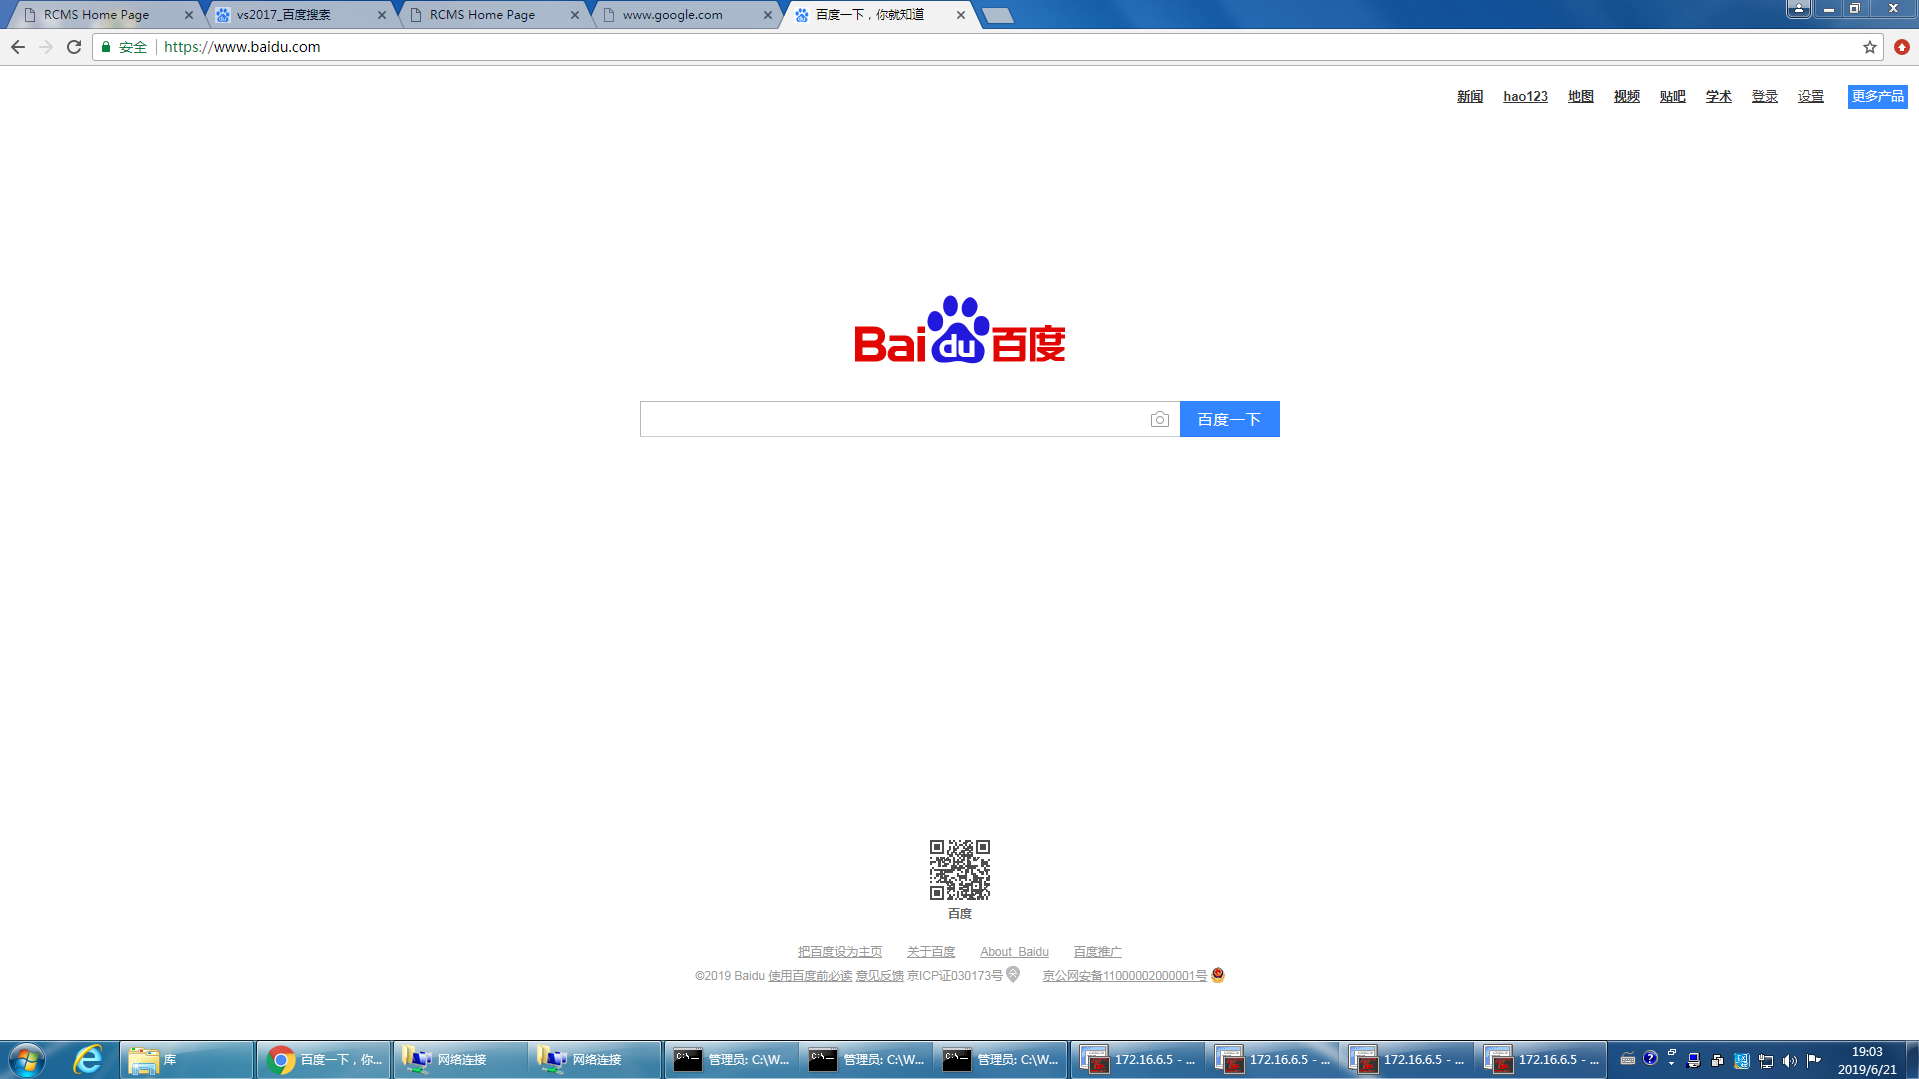 RCMS Home Page
vs2017_百度搜索
RCMS Home Page
www.google.com
百度一下，你就知道
安全 https://www.baidu.com
新闻 hao123 地图 视频 贴吧 学术 登录 设置 更多产品
Baidu百度
百度一下
百度
把百度设为主页 关于百度 About Baidu 百度推广
©2019 Baidu 使用百度前必读 意见反馈 京ICP证030173号 京公网安备11000002000001号
库
百度一下，你...
网络连接
网络连接
管理员: C:\W...
管理员: C:\W...
管理员: C:\W...
172.16.6.5 - ...
172.16.6.5 - ...
172.16.6.5 - ...
172.16.6.5 - ...
19:03
2019/6/21